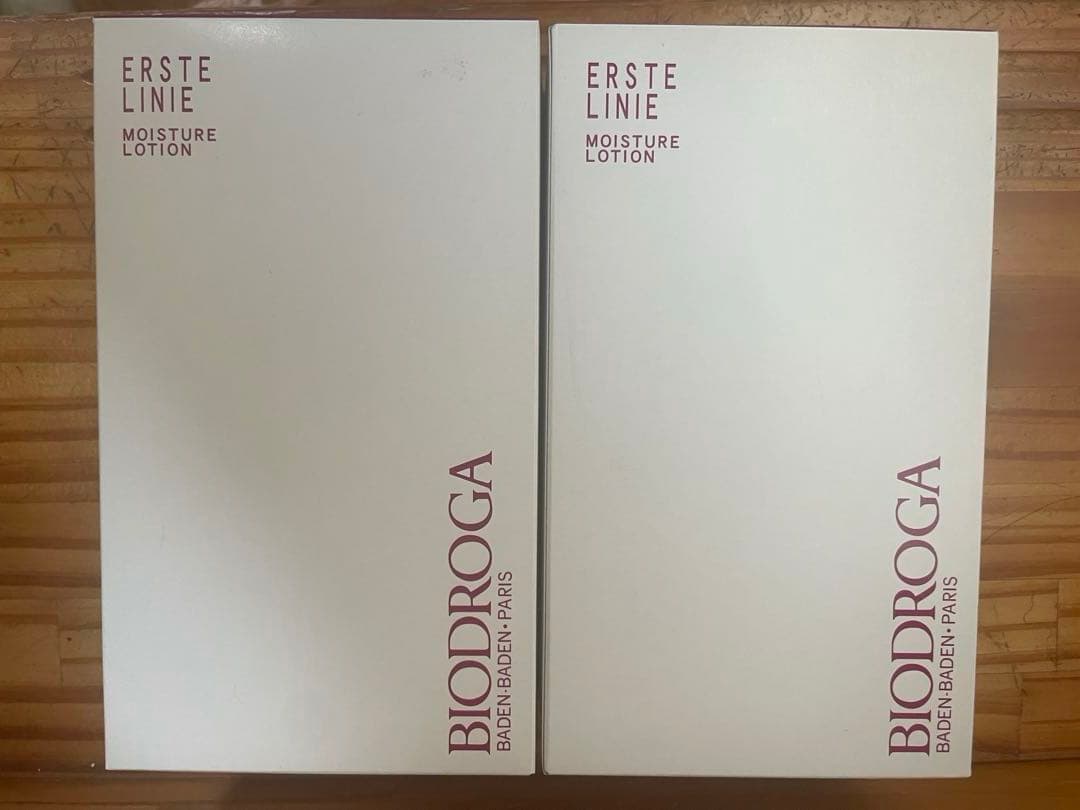 ERSTE
LINIE
MOISTURE
LOTION
BIODROGA
BADEN-BADEN•PARIS
ERSTE
LINIE
MOISTURE
LOTION
BIODROGA
BADEN-BADEN•PARIS